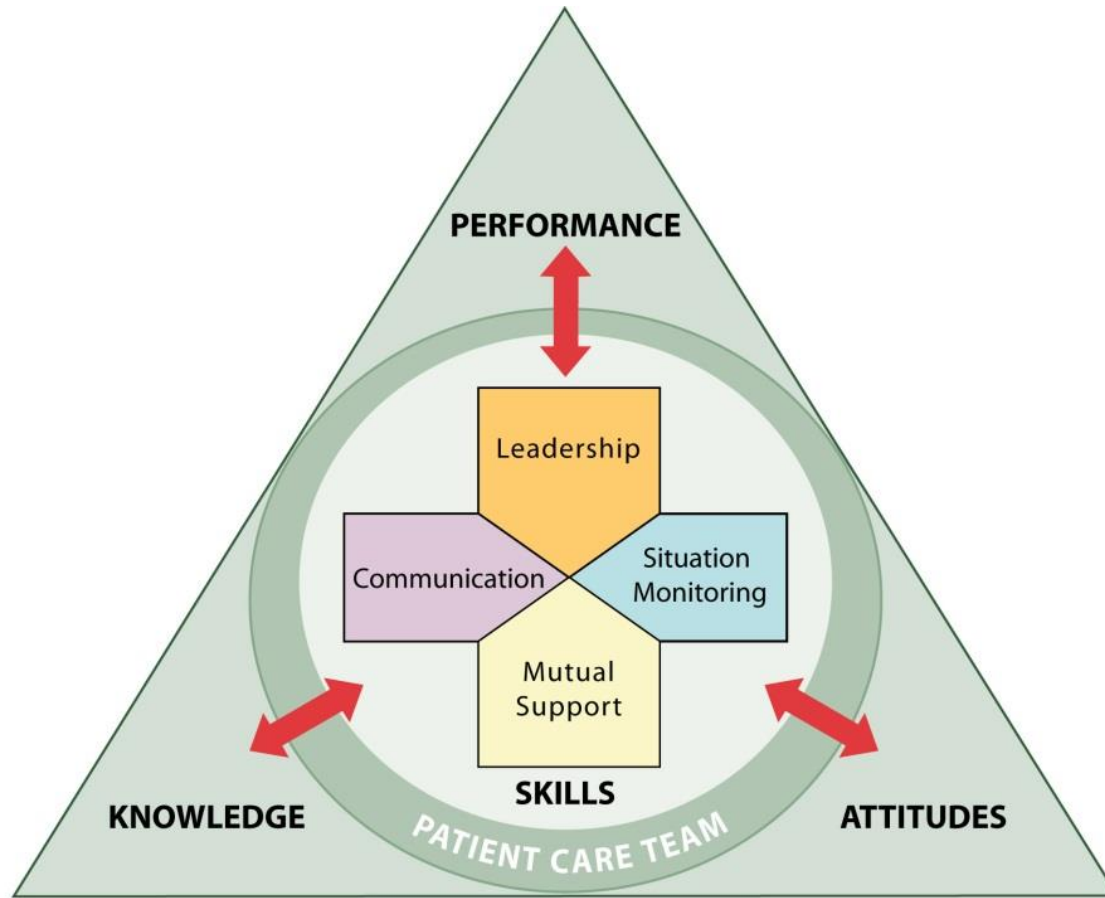 PERFORMANCE
Leadership
Communication
Situation
Monitoring
Mutual
Support
SKILLS
KNOWLEDGE
ATTITUDES
PATIENT CARE TEAM